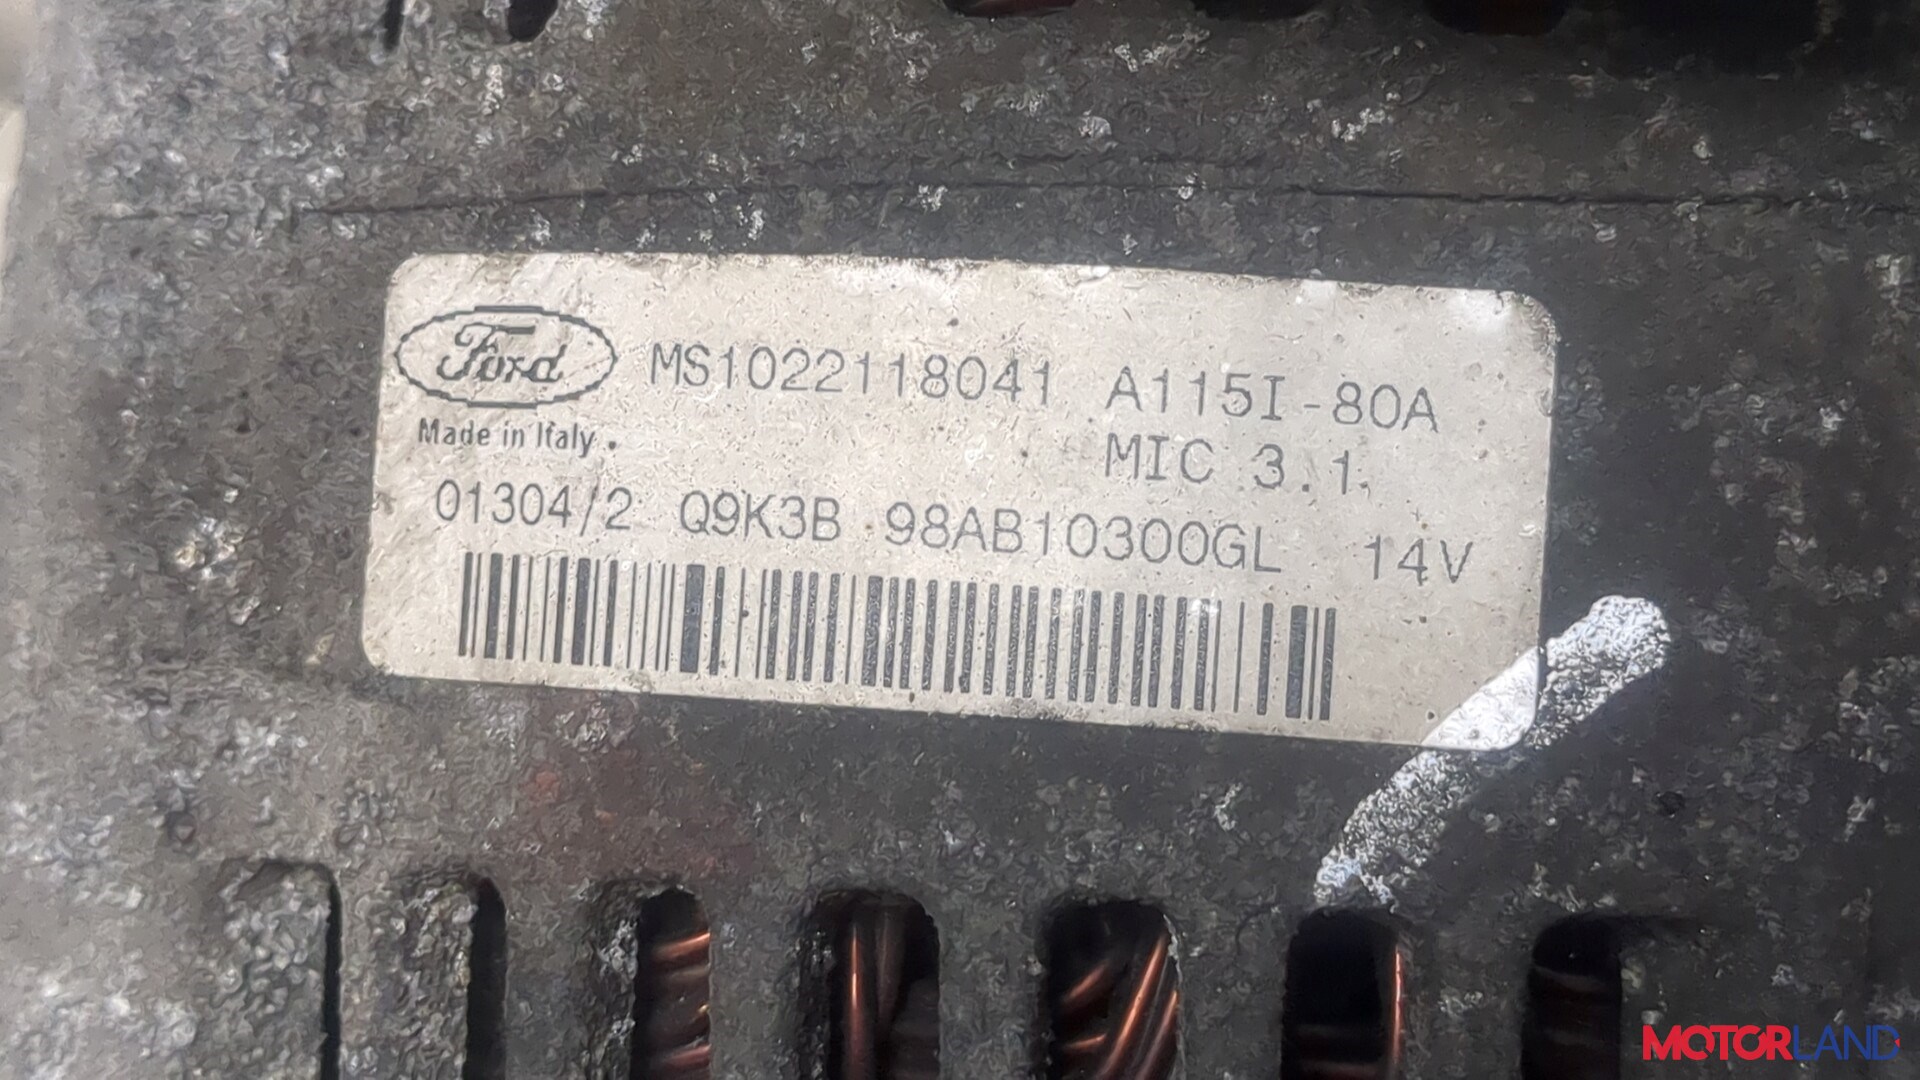 Ford MS1022118041 A115I-80A
Made in Italy. MIC 3.1.
01304/2 Q9K3B 98AB10300GL 14V
MOTORLAND